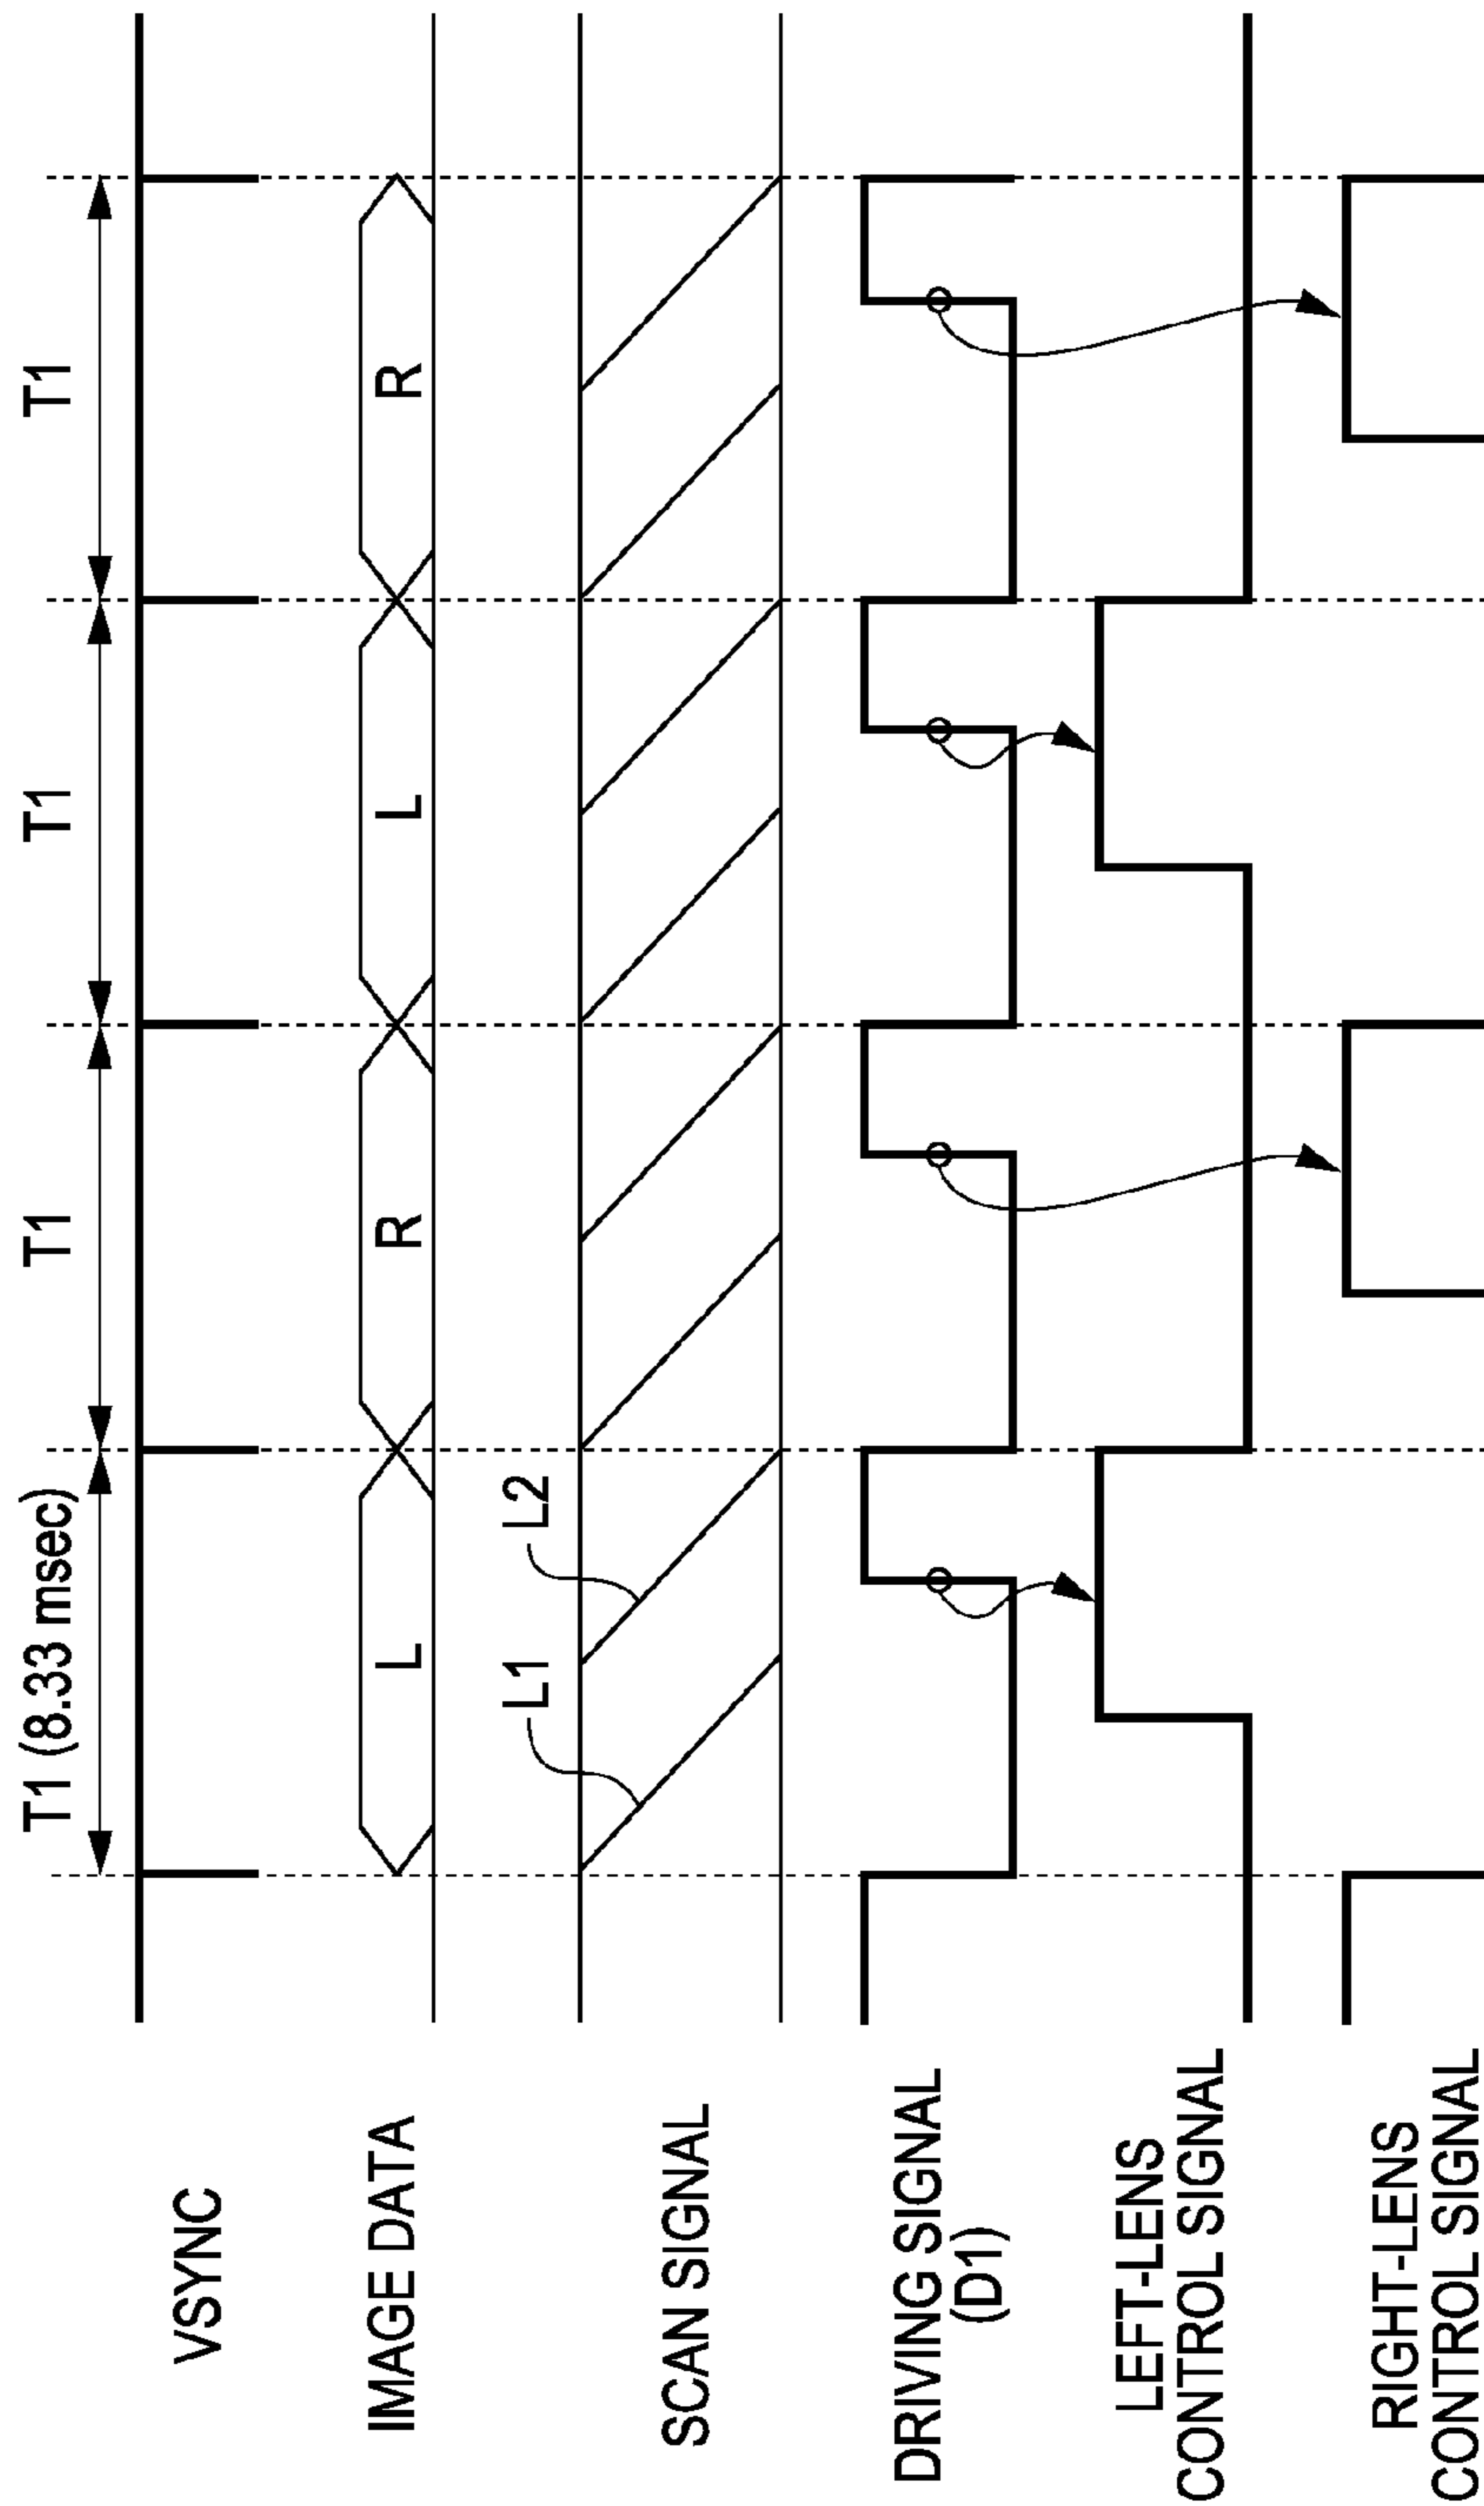 T1 (8.33 msec)
T1
T1
T1
VSYNC
IMAGE DATA
L
R
L
R
L1
L2
SCAN SIGNAL
DRIVING SIGNAL
(D1)
LEFT-LENS
CONTROL SIGNAL
RIGHT-LENS
CONTROL SIGNAL